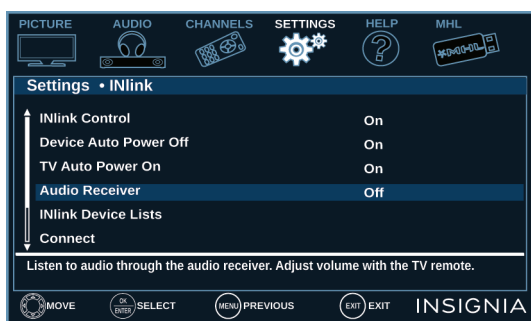 PICTURE AUDIO CHANNELS SETTINGS HELP MHL
MHL
Settings • INlink
INlink Control On
Device Auto Power Off On
TV Auto Power On On
Audio Receiver Off
INlink Device Lists
Connect
Listen to audio through the audio receiver. Adjust volume with the TV remote.
MOVE OK ENTER SELECT MENU PREVIOUS EXIT EXIT INSIGNIA